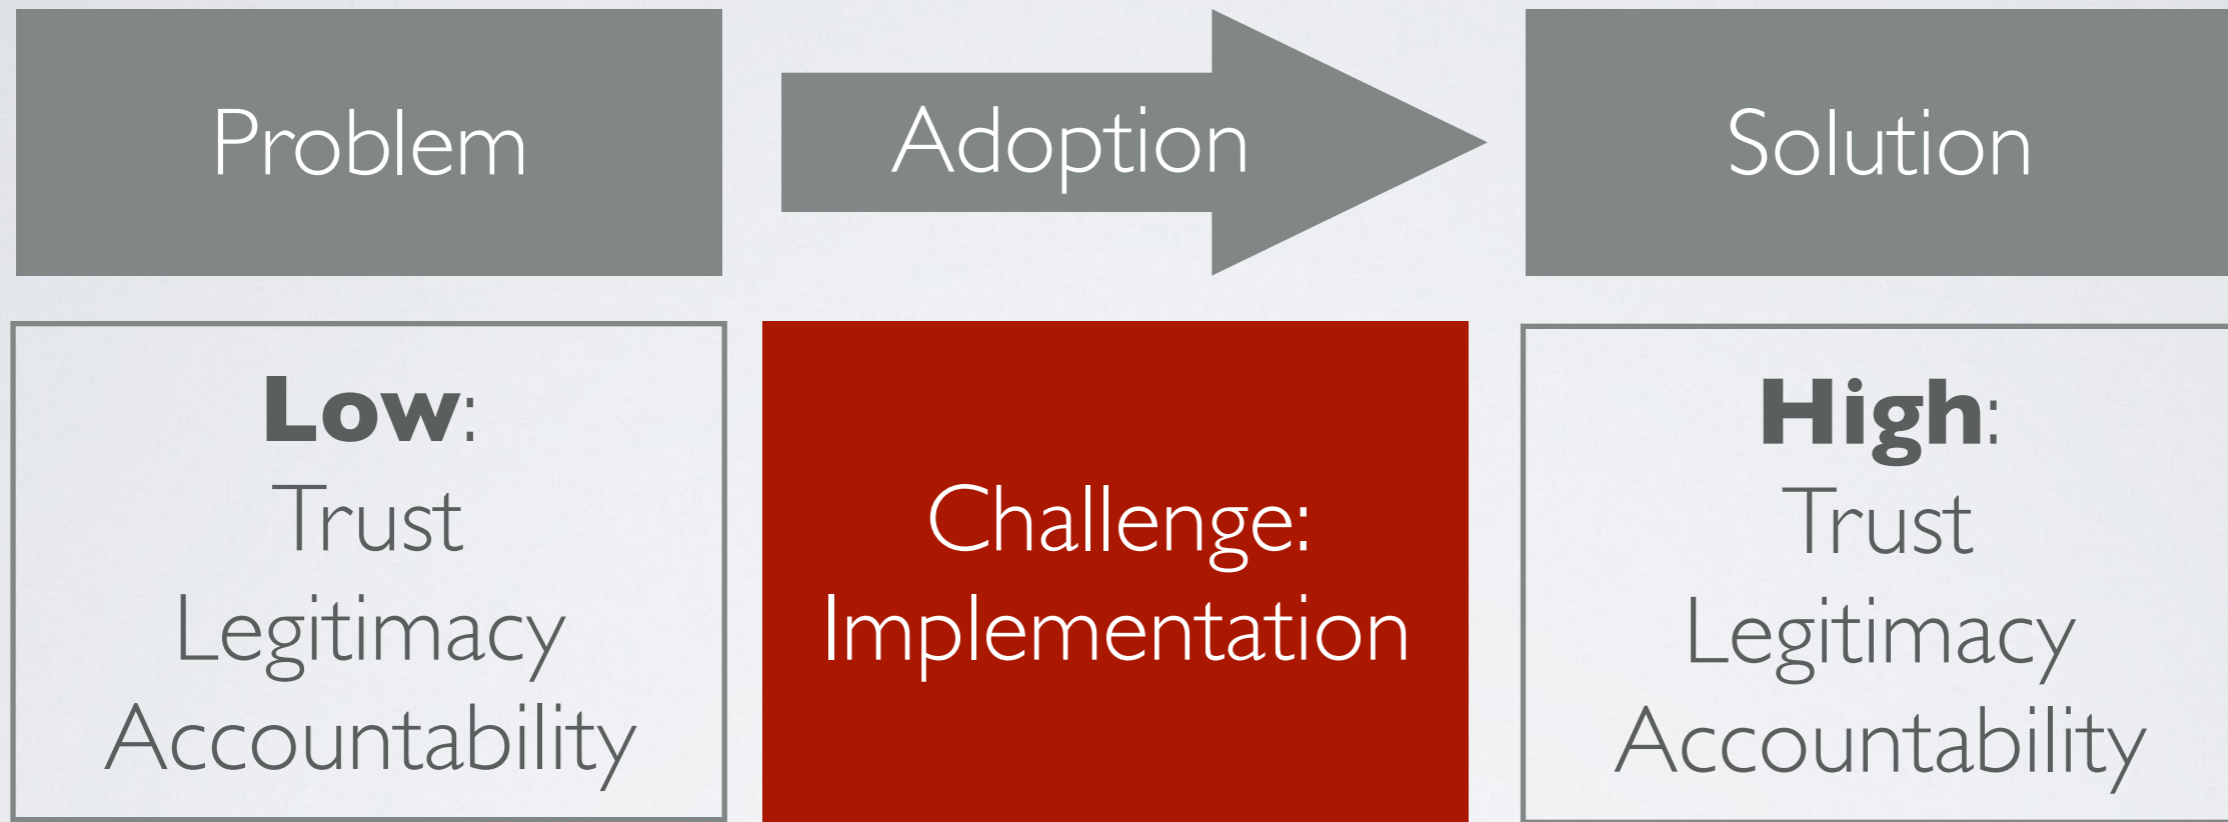 Problem
Adoption
Solution
Low:
Trust
Legitimacy
Accountability
Challenge:
Implementation
High:
Trust
Legitimacy
Accountability